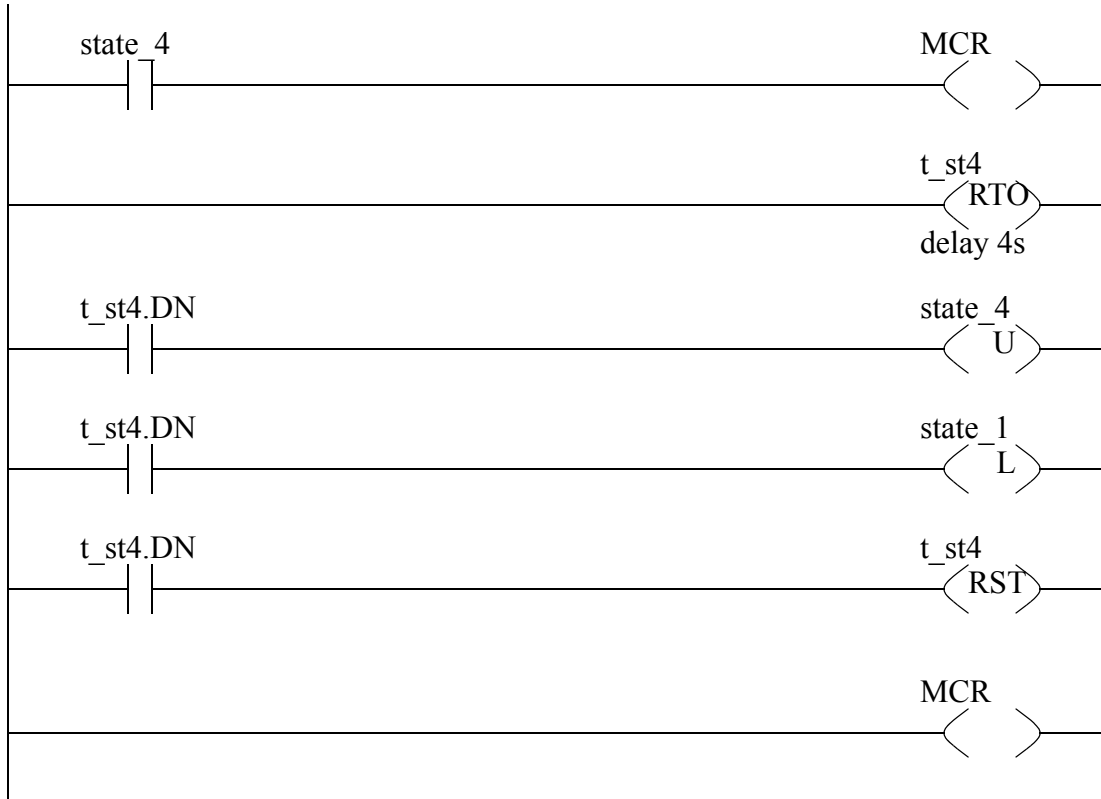 state_4 MCR
t_st4
RTO
delay 4s
t_st4.DN state_4
U
t_st4.DN state_1
L
t_st4.DN t_st4
RST
MCR